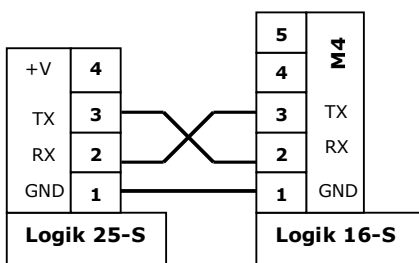 5
M4
+V 4 4
TX 3 3 TX
RX 2 2 RX
GND 1 1 GND
Logik 25-S Logik 16-S